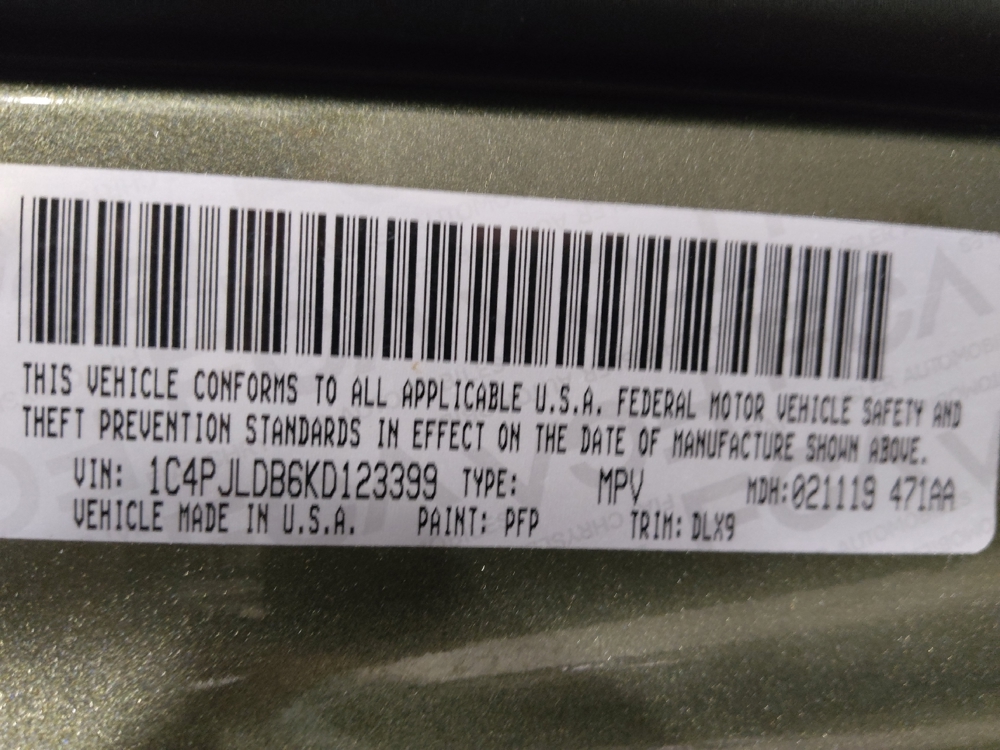 THIS VEHICLE CONFORMS TO ALL APPLICABLE U.S.A. FEDERAL MOTOR VEHICLE SAFETY AND
THEFT PREVENTION STANDARDS IN EFFECT ON THE DATE OF MANUFACTURE SHOWN ABOVE.
VIN: 1C4PJLDB6KD123399 TYPE: MPV MDH:021119 471AA
VEHICLE MADE IN U.S.A. PAINT: PFP TRIM: DLX9